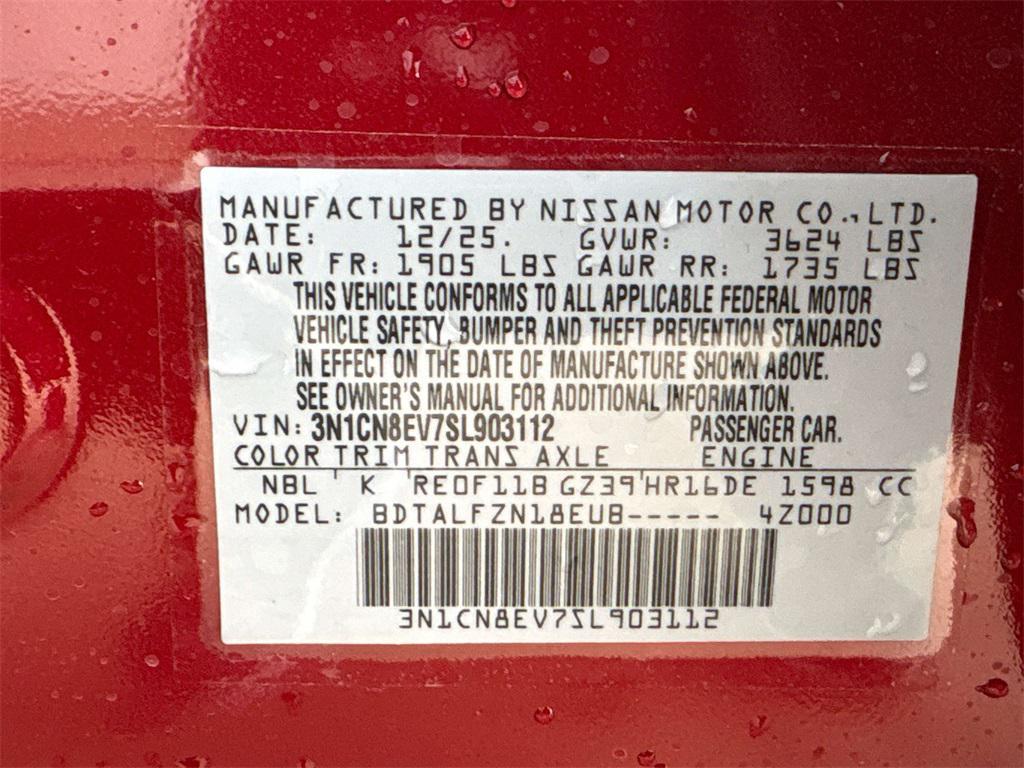 MANUFACTURED BY NISSAN MOTOR CO., LTD.
DATE: 12/25. GVWR: 3624 LBS
GAWR FR: 1905 LBS GAWR RR: 1735 LBS
THIS VEHICLE CONFORMS TO ALL APPLICABLE FEDERAL MOTOR
VEHICLE SAFETY, BUMPER AND THEFT PREVENTION STANDARDS
IN EFFECT ON THE DATE OF MANUFACTURE SHOWN ABOVE.
SEE OWNER'S MANUAL FOR ADDITIONAL INFORMATION.
VIN: 3N1CN8EV7SL903112 PASSENGER CAR.
COLOR TRIM TRANS AXLE ENGINE
NBL K RE0F11B GZ39 HR16DE 1598 CC
MODEL: BDTALFZN18EUB----- 4Z000
3N1CN8EV7SL903112